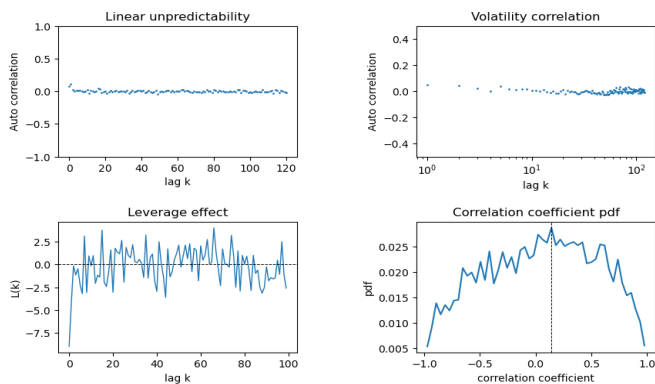 Linear unpredictability
1.0
0.5
0.0
−0.5
−1.0
Auto correlation
0 20 40 60 80 100 120
lag k
Volatility correlation
0.4
0.2
0.0
−0.2
−0.4
Auto correlation
10⁰ 10¹ 10²
lag k
Leverage effect
2.5
0.0
−2.5
−5.0
−7.5
L(k)
0 20 40 60 80 100
lag k
Correlation coefficient pdf
0.025
0.020
0.015
0.010
0.005
pdf
−1.0 −0.5 0.0 0.5 1.0
correlation coefficient